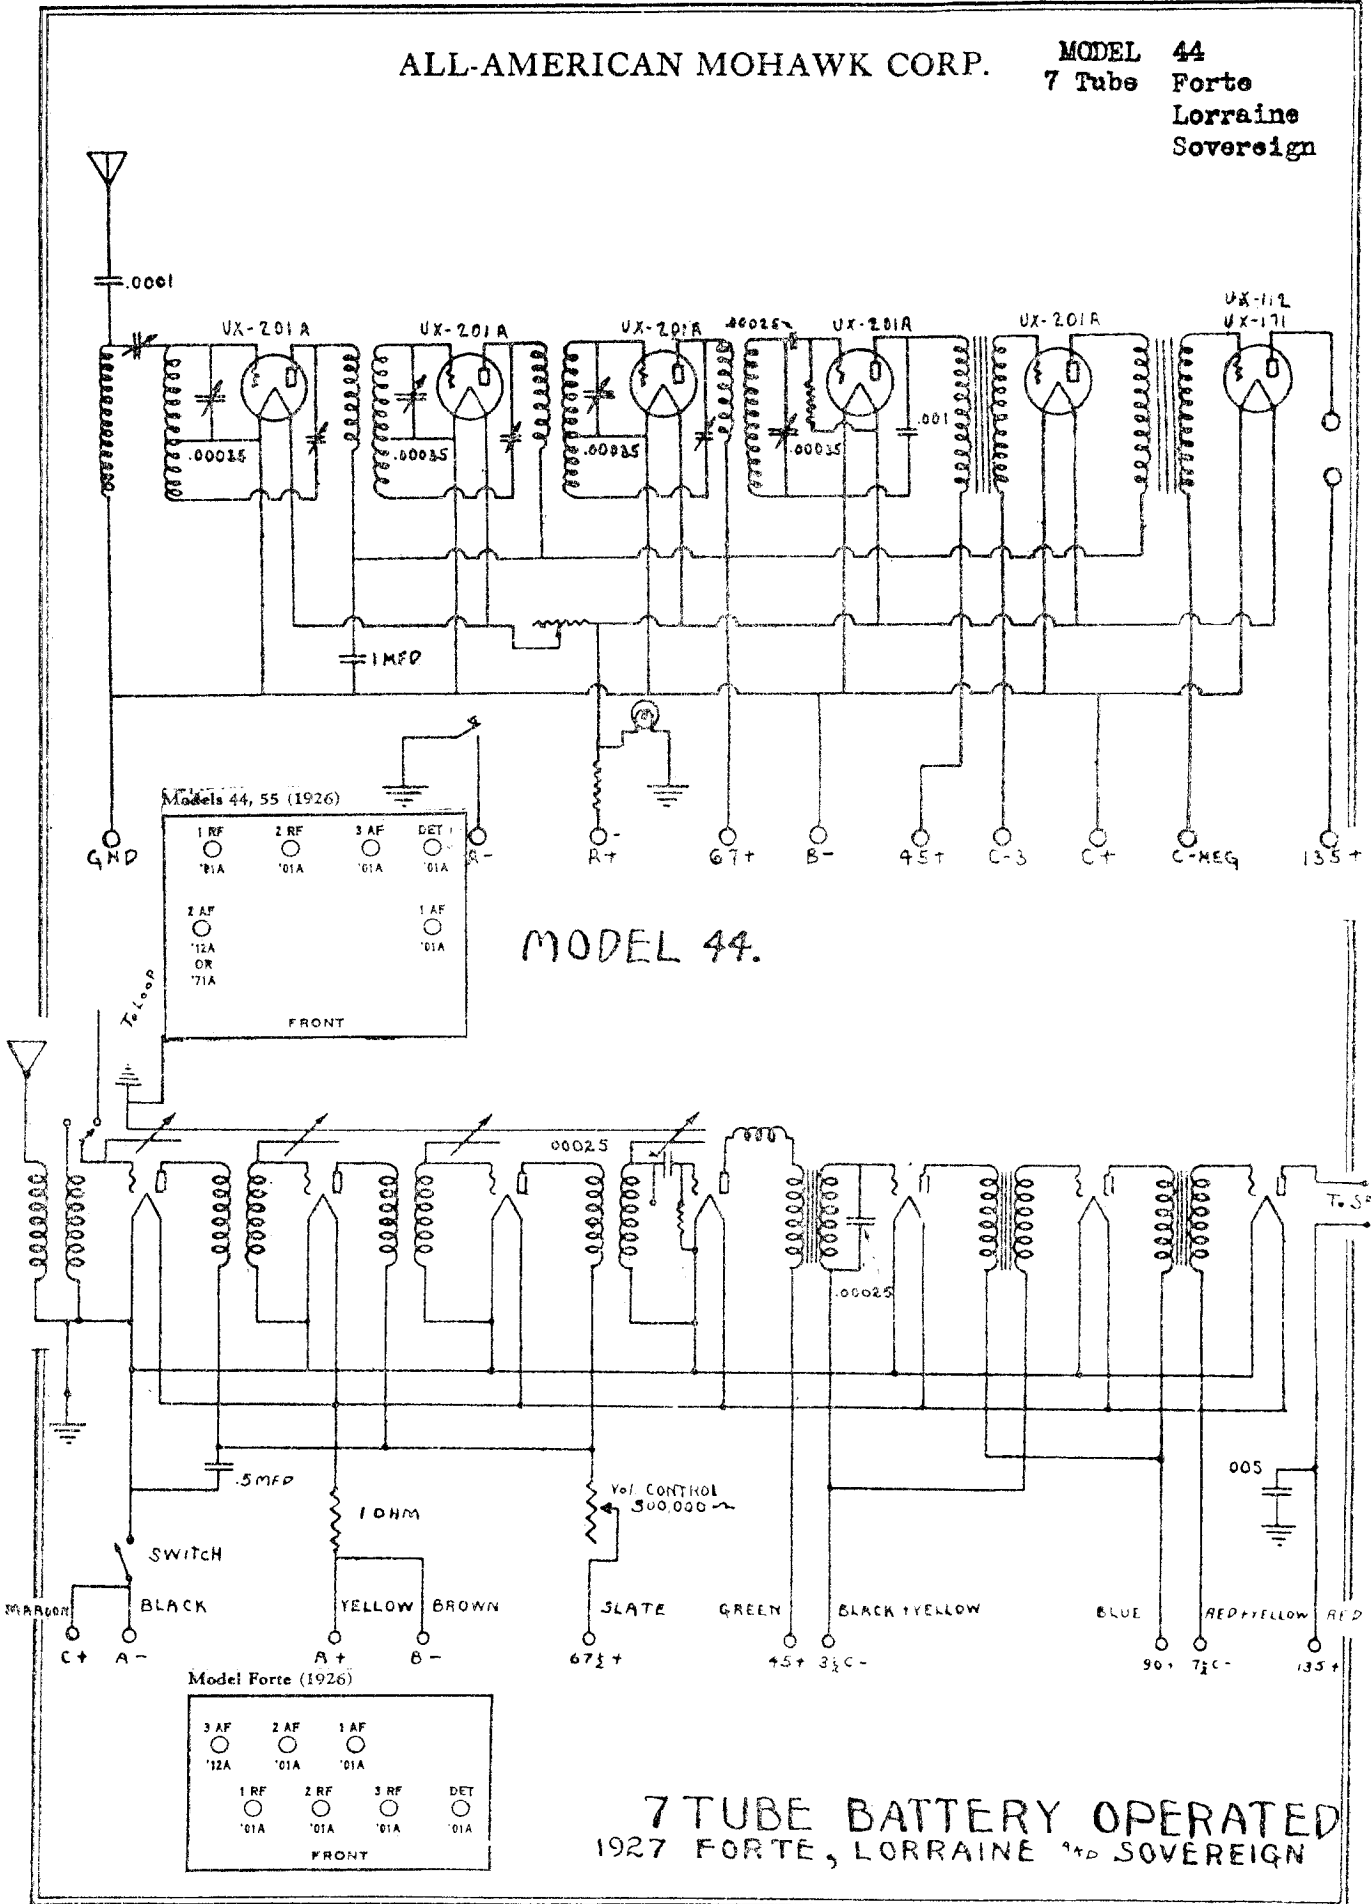 ALL-AMERICAN MOHAWK CORP.
MODEL 44
7 Tube Forte
Lorraine
Sovereign
.0001
UX-201A
UX-201A
UX-201A
.00025
UX-201A
UX-201A
UX-112
UX-171
.00035
.00035
.00035
.00035
.001
1 MFD
Models 44, 55 (1926)
1 RF 2 RF 3 AF DET
'01A '01A '01A '01A
2 AF 1 AF
'12A '01A
OR
'71A
FRONT
GND A- A+ - 67+ B- 45+ C-3 C+ C-NEG 135+
MODEL 44.
To LOOP
00025
To SP
.00025
.5 MFD
1 OHM
Vol. CONTROL
500,000~
005
SWITCH
MAROON BLACK YELLOW BROWN SLATE GREEN BLACK+YELLOW BLUE RED+YELLOW RED
C+ A- A+ B- 67½+ 45+ 3½C- 90+ 7½C- 135+
Model Forte (1926)
3 AF 2 AF 1 AF
'12A '01A '01A
1 RF 2 RF 3 RF DET
'01A '01A '01A '01A
FRONT
7 TUBE BATTERY OPERATED
1927 FORTE, LORRAINE AND SOVEREIGN